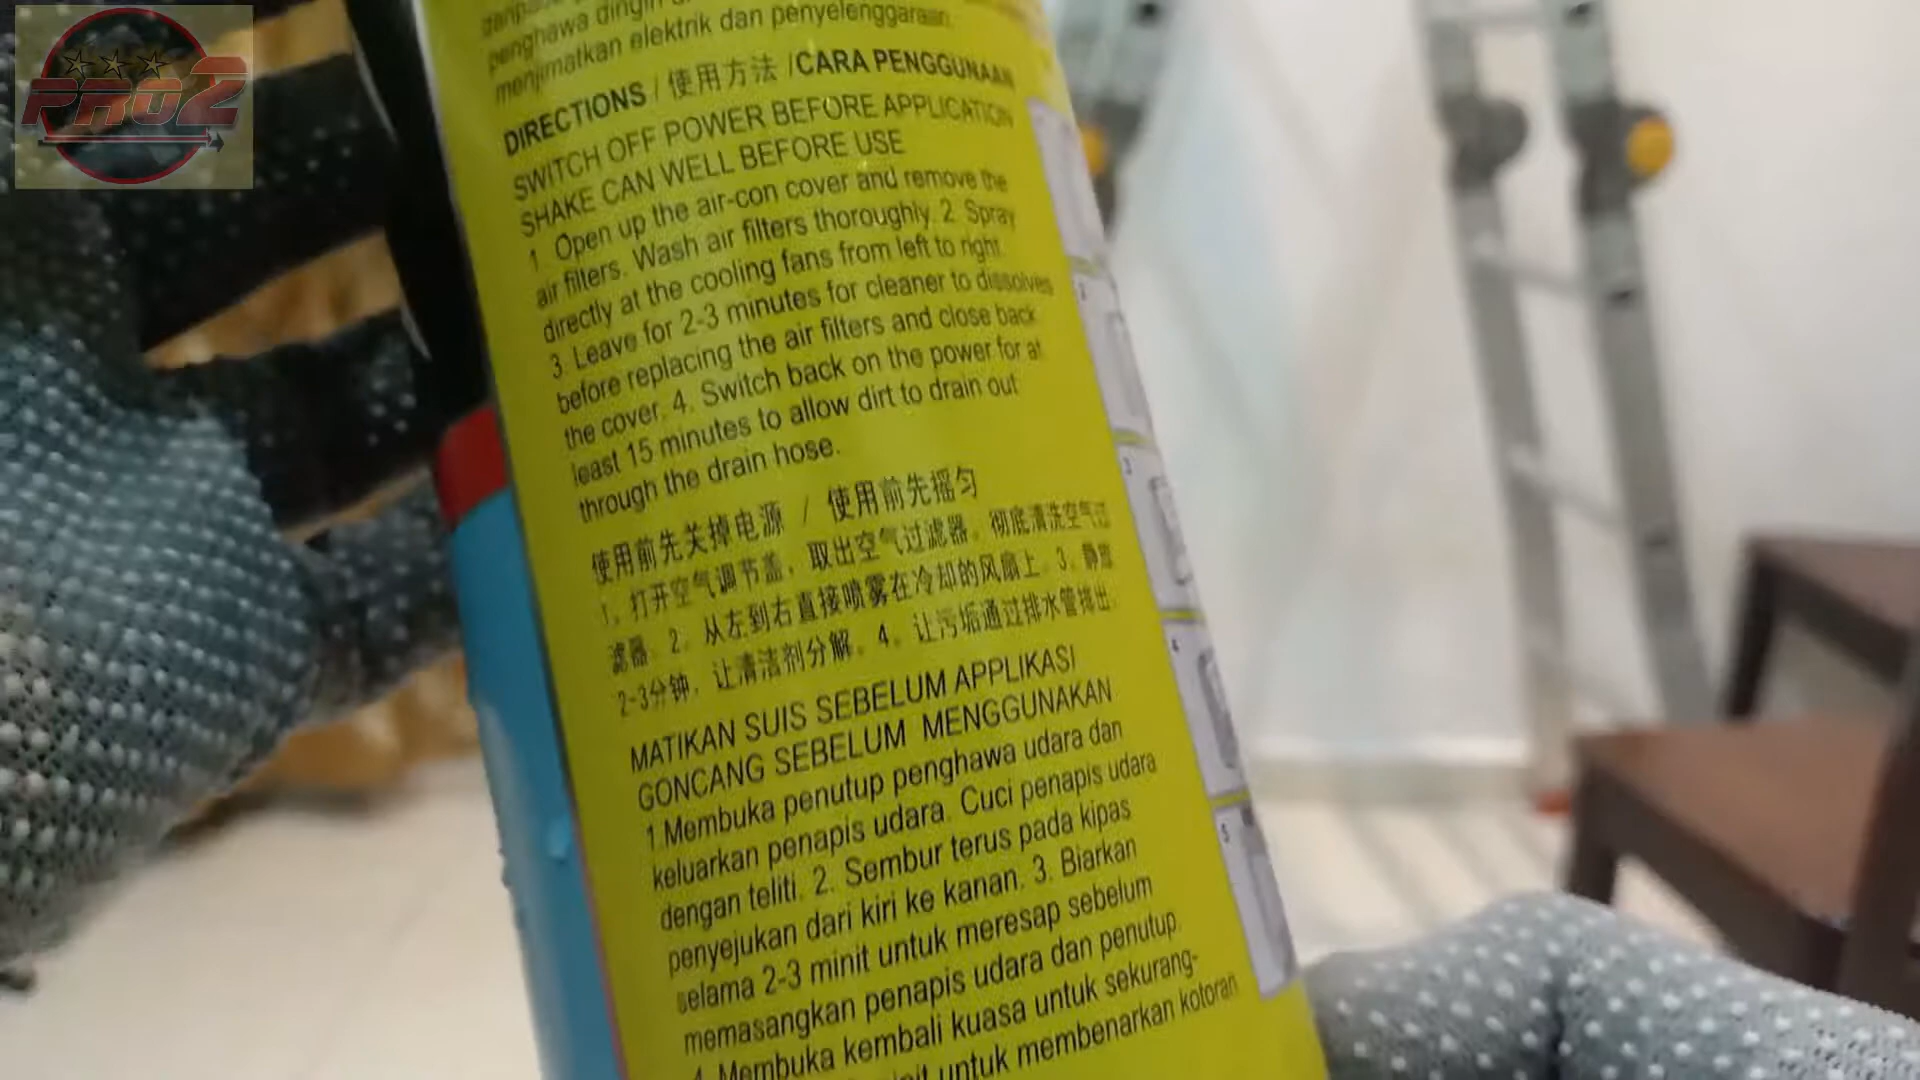 PRO2
penghawa dingin
menjimatkan elektrik dan penyelenggaraan.
DIRECTIONS / 使用方法 /CARA PENGGUNAAN
SWITCH OFF POWER BEFORE APPLICATION
SHAKE CAN WELL BEFORE USE
1. Open up the air-con cover and remove the
air filters. Wash air filters thoroughly. 2. Spray
directly at the cooling fans from left to right.
3. Leave for 2-3 minutes for cleaner to dissolves
before replacing the air filters and close back
the cover. 4. Switch back on the power for at
least 15 minutes to allow dirt to drain out
through the drain hose.
使用前先关掉电源 / 使用前先摇匀
1。打开空气调节盖，取出空气过滤器。彻底清洗空气过
滤器。2。从左到右直接喷雾在冷却的风扇上。3。静放
2-3分钟，让清洁剂分解。4。让污垢通过排水管排出。
MATIKAN SUIS SEBELUM APPLIKASI
GONCANG SEBELUM MENGGUNAKAN
1.Membuka penutup penghawa udara dan
keluarkan penapis udara. Cuci penapis udara
dengan teliti. 2. Sembur terus pada kipas
penyejukan dari kiri ke kanan. 3. Biarkan
selama 2-3 minit untuk meresap sebelum
memasangkan penapis udara dan penutup.
4. Membuka kembali kuasa untuk sekurang-
untuk membenarkan kotoran
3
4
5